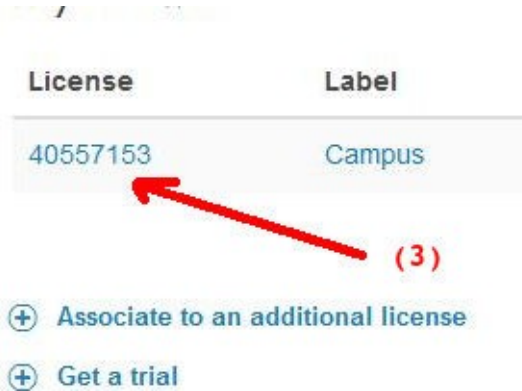 License Label
40557153 Campus
(3)
Associate to an additional license
Get a trial